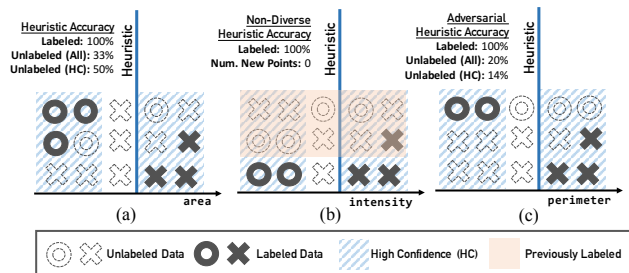 Heuristic Accuracy
Labeled: 100%
Unlabeled (All): 33%
Unlabeled (HC): 50%
Heuristic
area
(a)
Non-Diverse
Heuristic Accuracy
Labeled: 100%
Num. New Points: 0
Heuristic
intensity
(b)
Adversarial
Heuristic Accuracy
Labeled: 100%
Unlabeled (All): 20%
Unlabeled (HC): 14%
Heuristic
perimeter
(c)
Unlabeled Data
Labeled Data
High Confidence (HC)
Previously Labeled